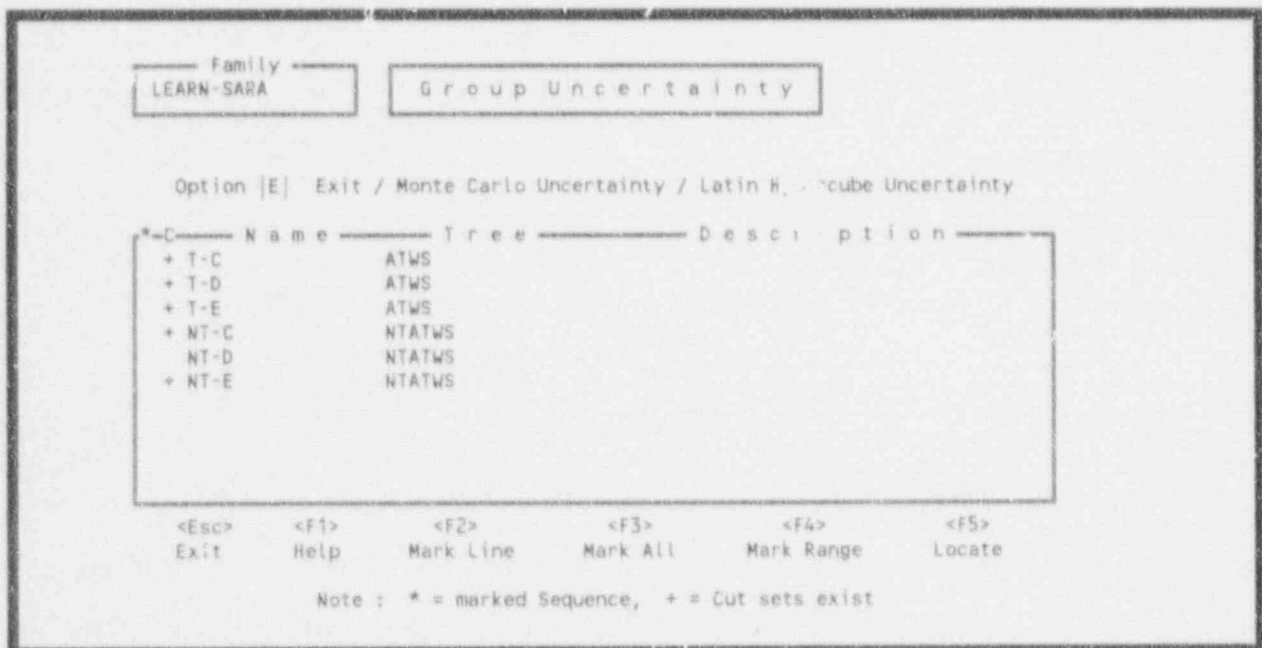 Family
LEARN-SARA
Group Uncertainty
Option |E| Exit / Monte Carlo Uncertainty / Latin Uncertainty
*-C Name Tree
+ T-C ATWS
+ T-D ATWS
+ T-E ATWS
+ NT-C NTATWS
NT-D NTATWS
+ NT-E NTATWS
<Esc> <F1> <F2> <F3> <F4> <F5>
Exit Help Mark Line Mark All Mark Range Locate
Note : * = marked Sequence, + = Cut sets exist